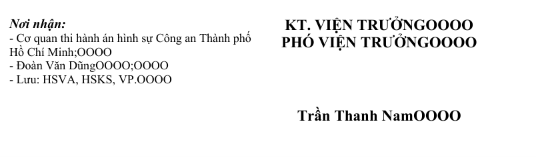 Nơi nhận:
- Cơ quan thi hành án hình sự Công an Thành phố
Hồ Chí Minh;OOOO
- Đoàn Văn DũngOOOO;OOOO
- Lưu: HSVA, HSKS, VP.OOOO
KT. VIỆN TRƯỞNGOOOO
PHÓ VIỆN TRƯỞNGOOOO
Trần Thanh NamOOOO